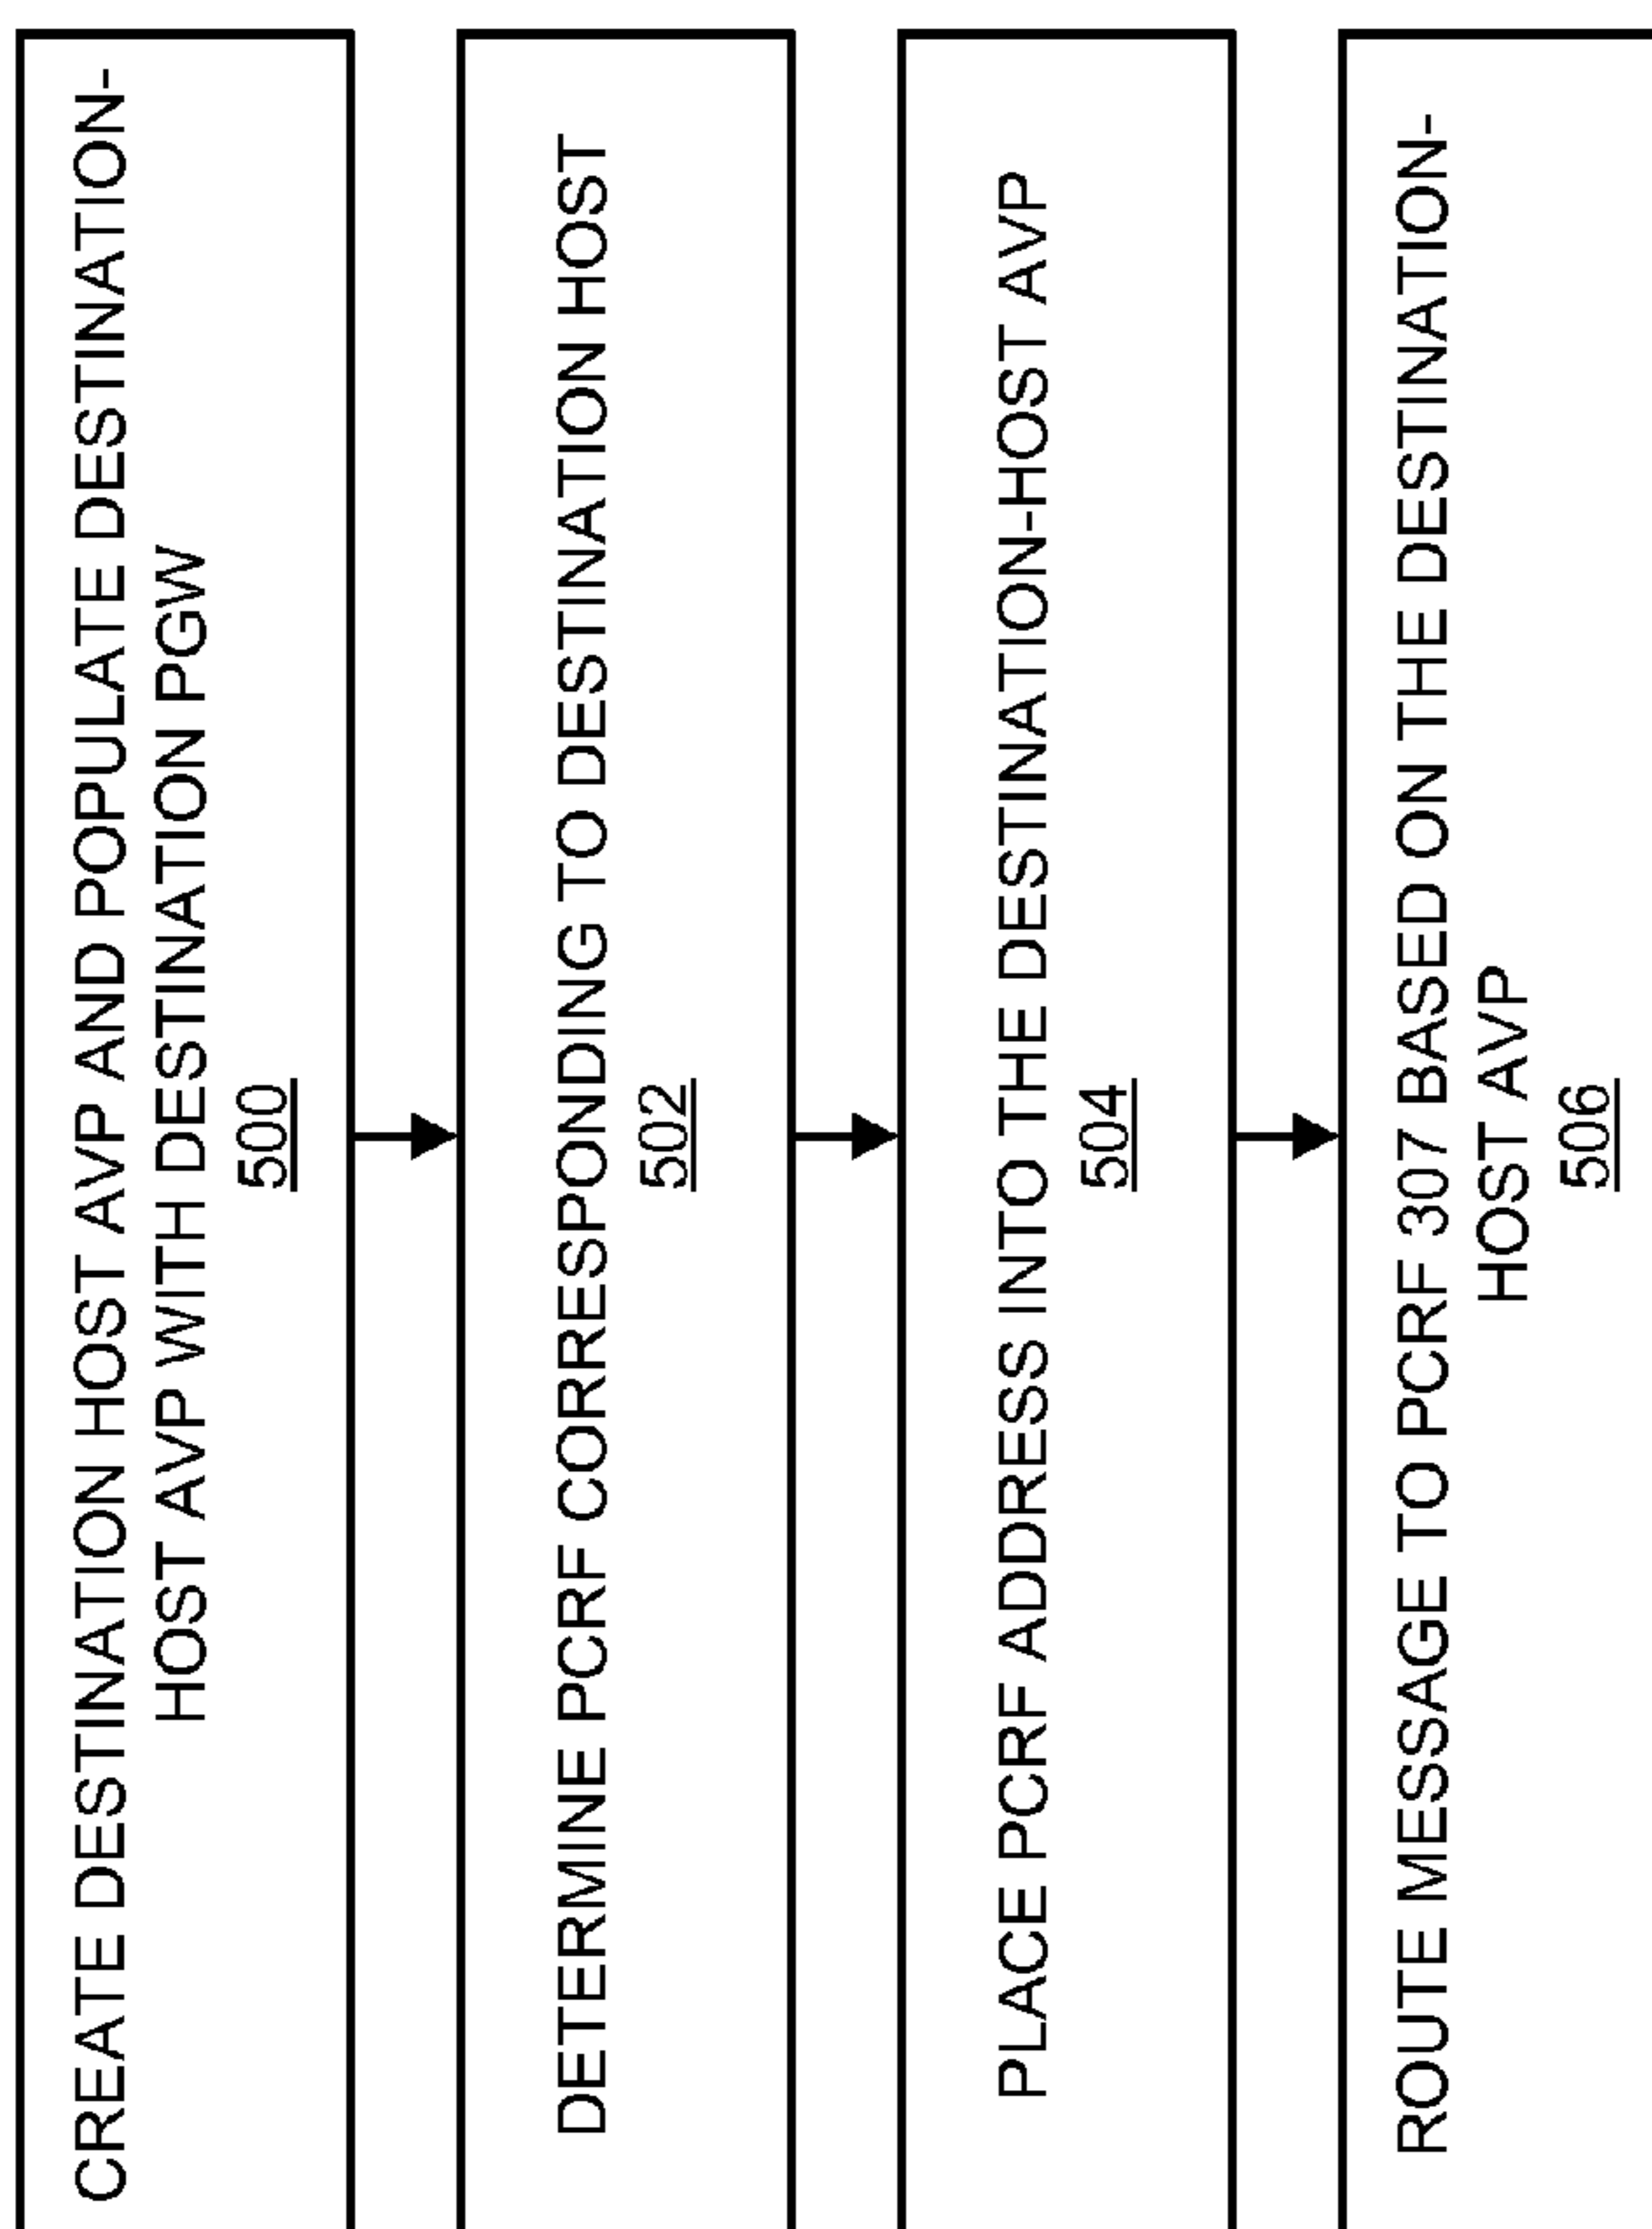 CREATE DESTINATION HOST AVP AND POPULATE DESTINATION-
HOST AVP WITH DESTINATION PGW
500
DETERMINE PCRF CORRESPONDING TO DESTINATION HOST
502
PLACE PCRF ADDRESS INTO THE DESTINATION-HOST AVP
504
ROUTE MESSAGE TO PCRF 307 BASED ON THE DESTINATION-
HOST AVP
506